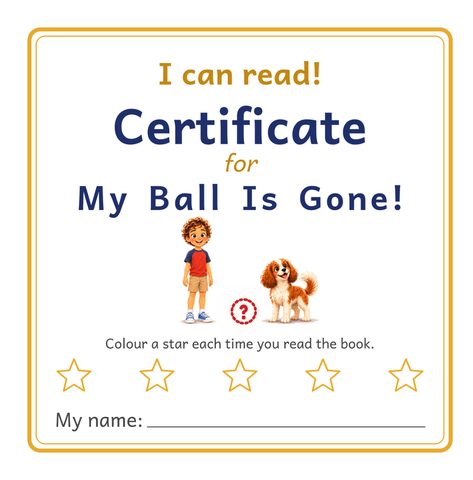 I can read!
Certificate
for
My Ball Is Gone!
?
Colour a star each time you read the book.
My name: